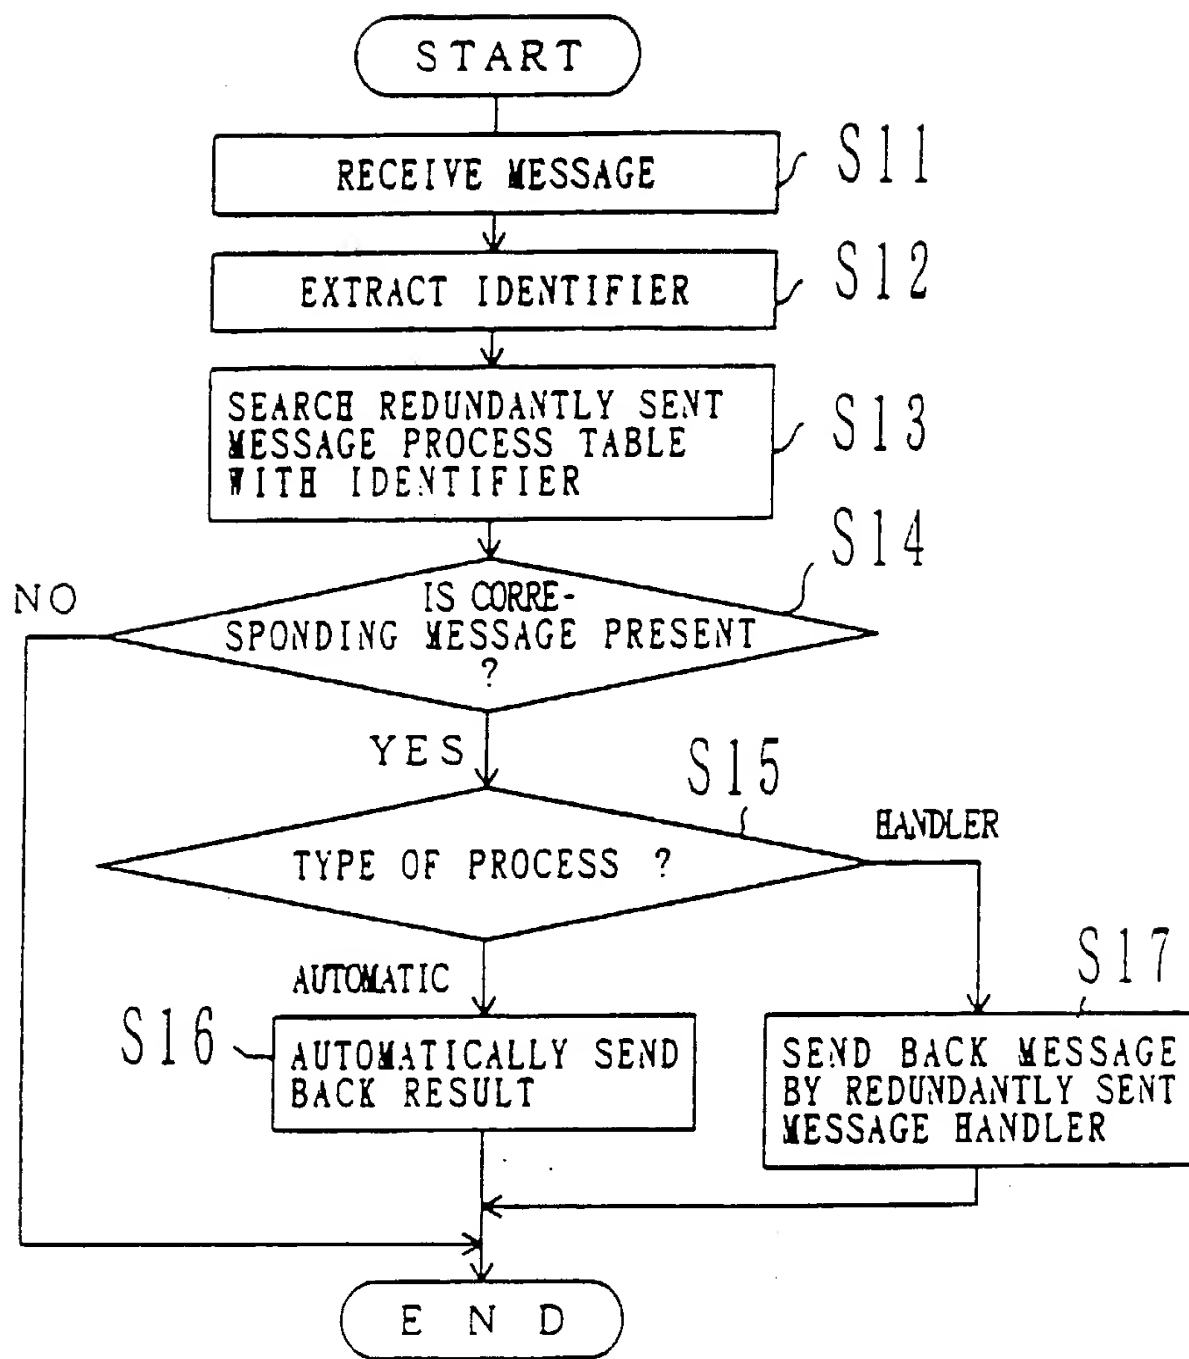 START
RECEIVE MESSAGE
S11
EXTRACT IDENTIFIER
S12
SEARCH REDUNDANTLY SENT
MESSAGE PROCESS TABLE
WITH IDENTIFIER
S13
S14
IS CORRE-
SPONDING MESSAGE PRESENT
?
NO
YES
S15
TYPE OF PROCESS ?
HANDLER
AUTOMATIC
S16
AUTOMATICALLY SEND
BACK RESULT
S17
SEND BACK MESSAGE
BY REDUNDANTLY SENT
MESSAGE HANDLER
END